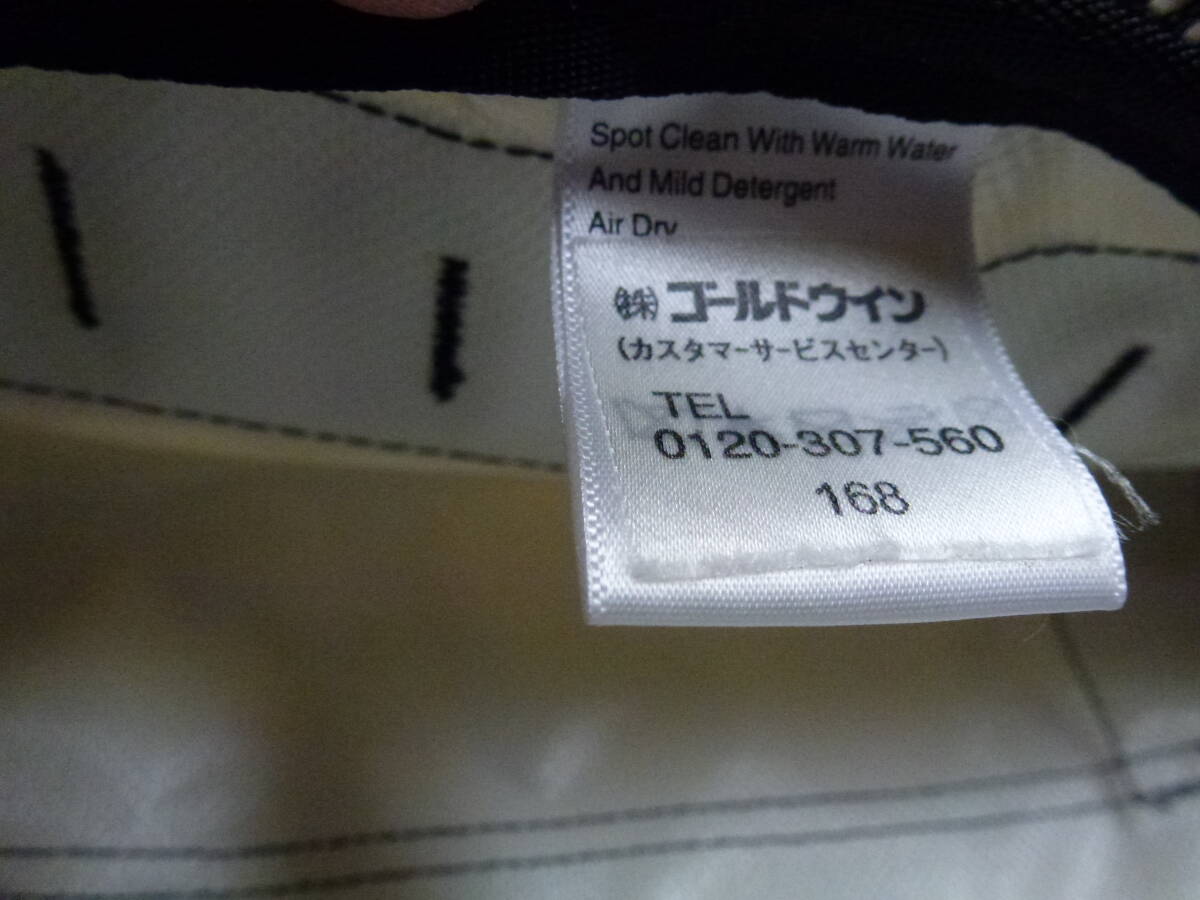 Spot Clean With Warm Water
And Mild Detergent
Air Dry
㈱ゴールドウイン
(カスタマーサービスセンター)
TEL
0120-307-560
168